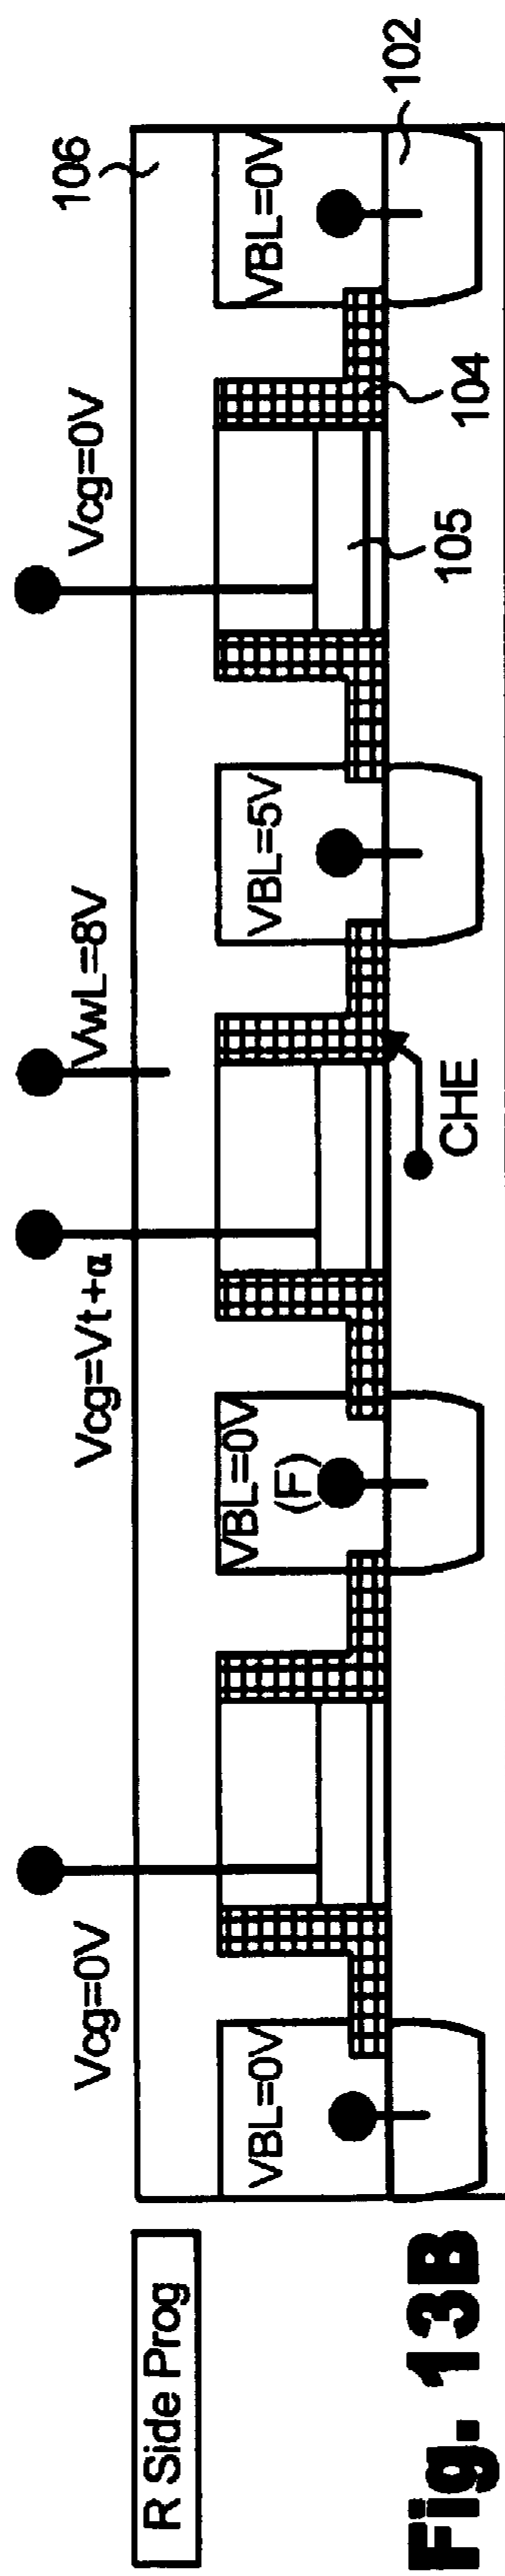 R Side Prog
Vcg=0V
Vcg=Vt+α
VwL=8V
Vcg=0V
106
VBL=0V
VBL=0V
(F)
VBL=5V
VBL=0V
CHE
105
104
102
Fig. 13B